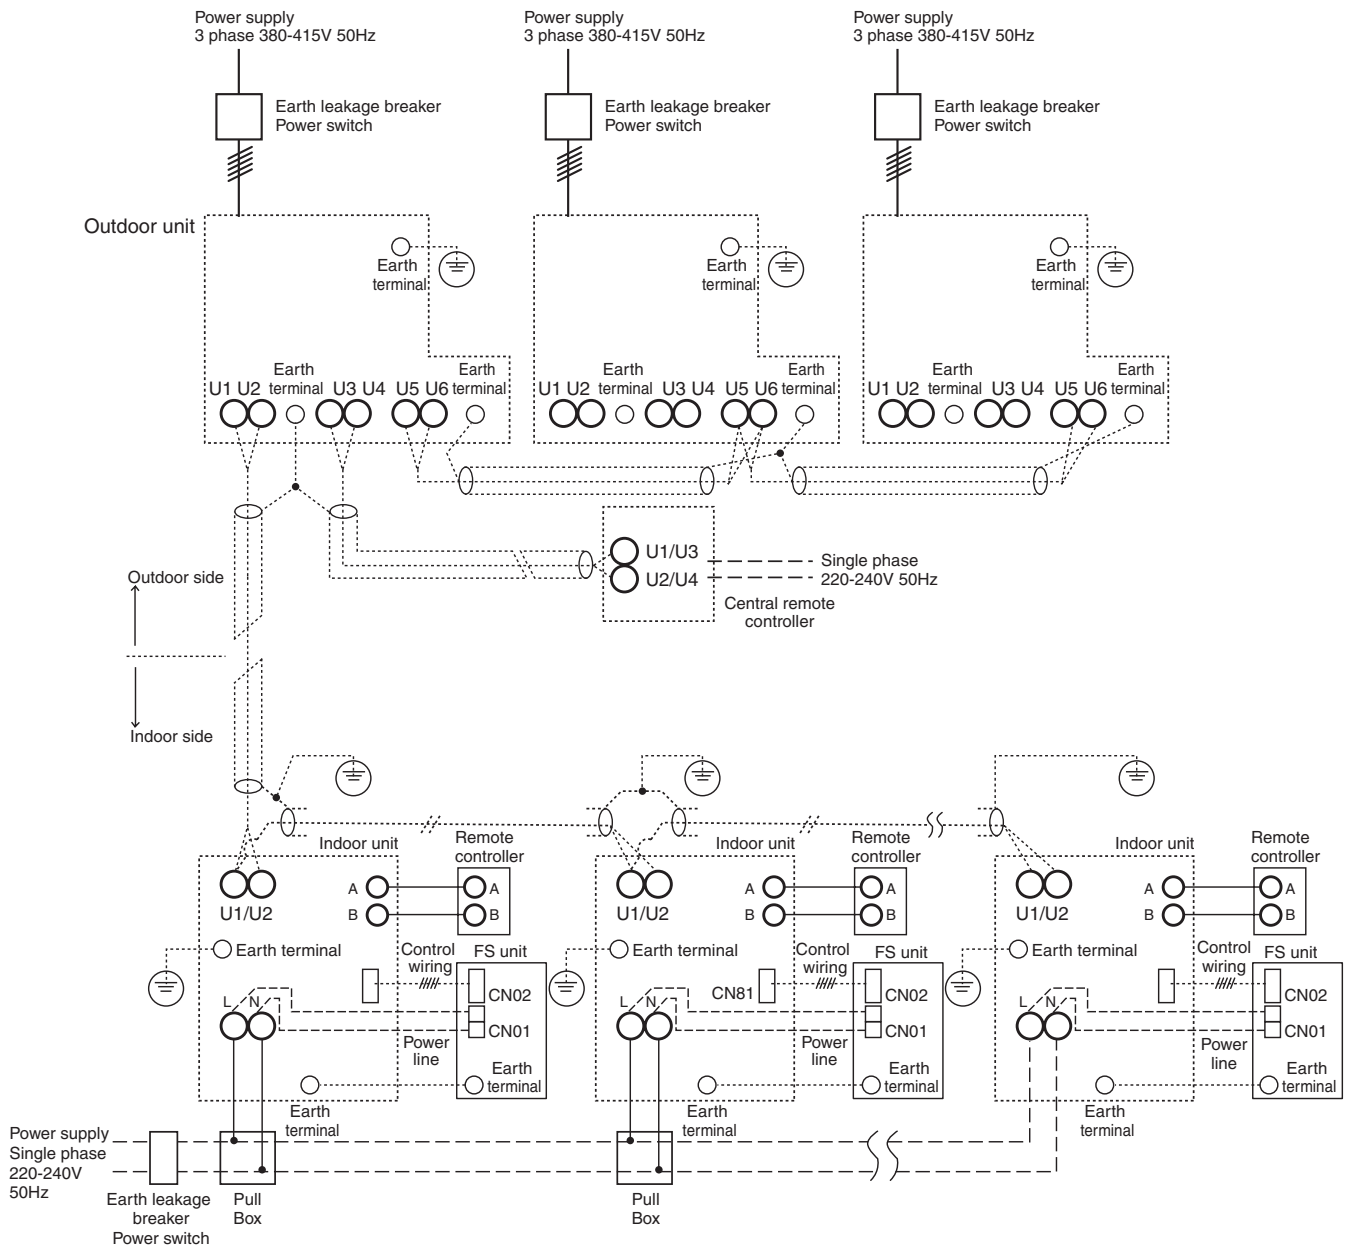 Power supply
3 phase 380-415V 50Hz
Power supply
3 phase 380-415V 50Hz
Power supply
3 phase 380-415V 50Hz
Earth leakage breaker
Power switch
Earth leakage breaker
Power switch
Earth leakage breaker
Power switch
Outdoor unit
Earth
terminal
Earth
terminal
Earth
terminal
U1 U2
Earth
terminal
U3 U4
U5 U6
Earth
terminal
U1 U2
Earth
terminal
U3 U4
U5 U6
Earth
terminal
U1 U2
Earth
terminal
U3 U4
U5 U6
Earth
terminal
U1/U3
U2/U4
Single phase
220-240V 50Hz
Central remote
controller
Outdoor side
Indoor side
Indoor unit
Remote
controller
A
A
B
B
U1/U2
Earth terminal
Control
wiring
FS unit
CN02
L
N
CN01
Power
line
Earth
terminal
Earth
terminal
Indoor unit
Remote
controller
A
A
B
B
U1/U2
Earth terminal
Control
wiring
FS unit
CN81
CN02
L
N
CN01
Power
line
Earth
terminal
Earth
terminal
Indoor unit
Remote
controller
A
A
B
B
U1/U2
Earth terminal
Control
wiring
FS unit
CN02
L
N
CN01
Power
line
Earth
terminal
Earth
terminal
Power supply
Single phase
220-240V
50Hz
Earth leakage
breaker
Power switch
Pull
Box
Pull
Box